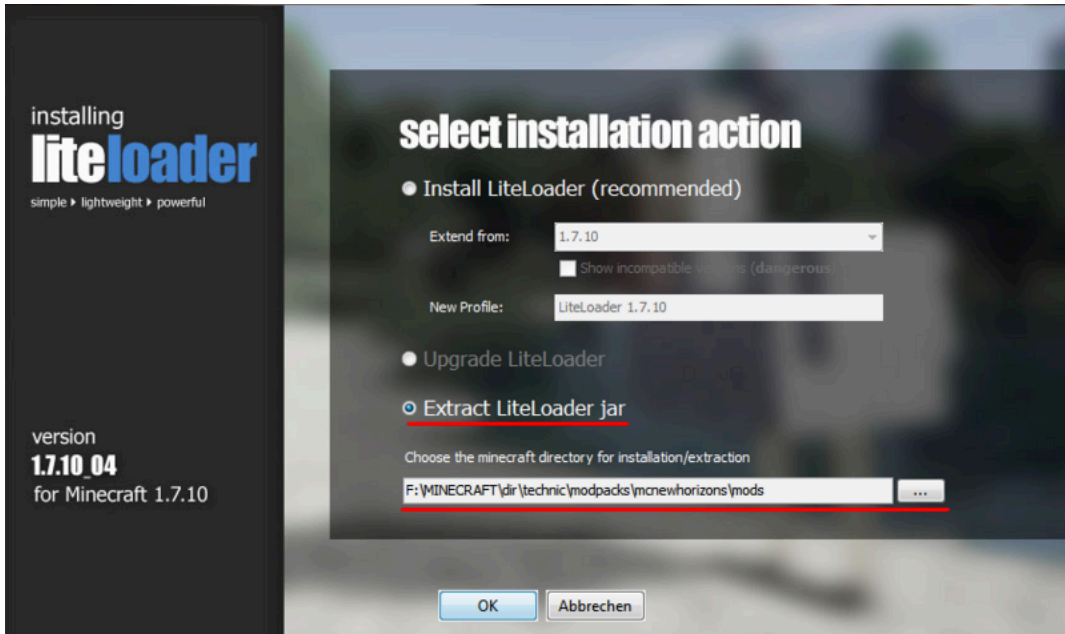 installing
liteloader
simple ▸ lightweight ▸ powerful
version
1.7.10_04
for Minecraft 1.7.10
select installation action
Install LiteLoader (recommended)
Extend from:
1.7.10
Show incompatible versions (dangerous)
New Profile:
LiteLoader 1.7.10
Upgrade LiteLoader
Extract LiteLoader jar
Choose the minecraft directory for installation/extraction
F:\MINECRAFT\dir\technic\modpacks\mcnewhorizons\mods
...
OK
Abbrechen